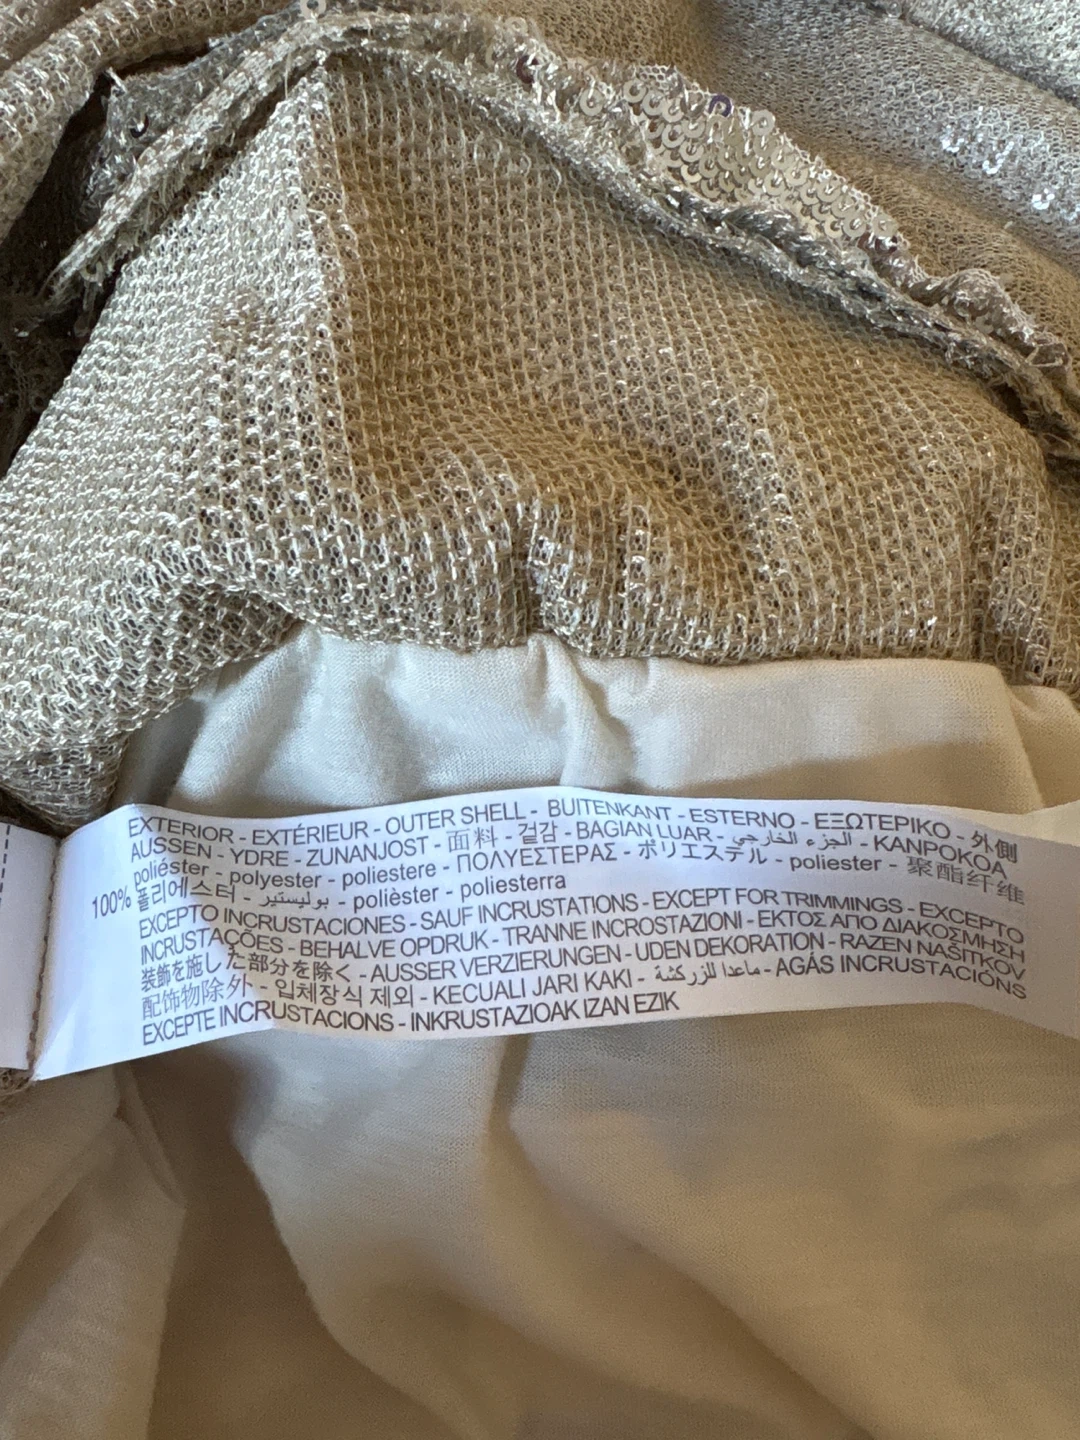 EXTERIOR - EXTÉRIEUR - OUTER SHELL - BUITENKANT - ESTERNO - ΕΞΩΤΕΡΙΚΟ - 外側
AUSSEN - YDRE - ZUNANJOST - 面料 - 겉감 - BAGIAN LUAR - الجزء الخارجي - KANPOKOA
100% poliéster - polyester - poliestere - ΠΟΛΥΕΣΤΕΡΑΣ - ポリエステル - poliester - 聚酯纤维
폴리에스터 - بوليستير - polièster - poliesterra
EXCEPTO INCRUSTACIONES - SAUF INCRUSTATIONS - EXCEPT FOR TRIMMINGS - EXCEPTO
INCRUSTAÇÕES - BEHALVE OPDRUK - TRANNE INCROSTAZIONI - ΕΚΤΟΣ ΑΠΟ ΔΙΑΚΟΣΜΗΣΗ
装飾を施した部分を除く - AUSSER VERZIERUNGEN - UDEN DEKORATION - RAZEN NAŠITKOV
配饰物除外 - 입체장식 제외 - KECUALI JARI KAKI - ماعدا للزركشة - AGÁS INCRUSTACIÓNS
EXCEPTE INCRUSTACIONS - INKRUSTAZIOAK IZAN EZIK